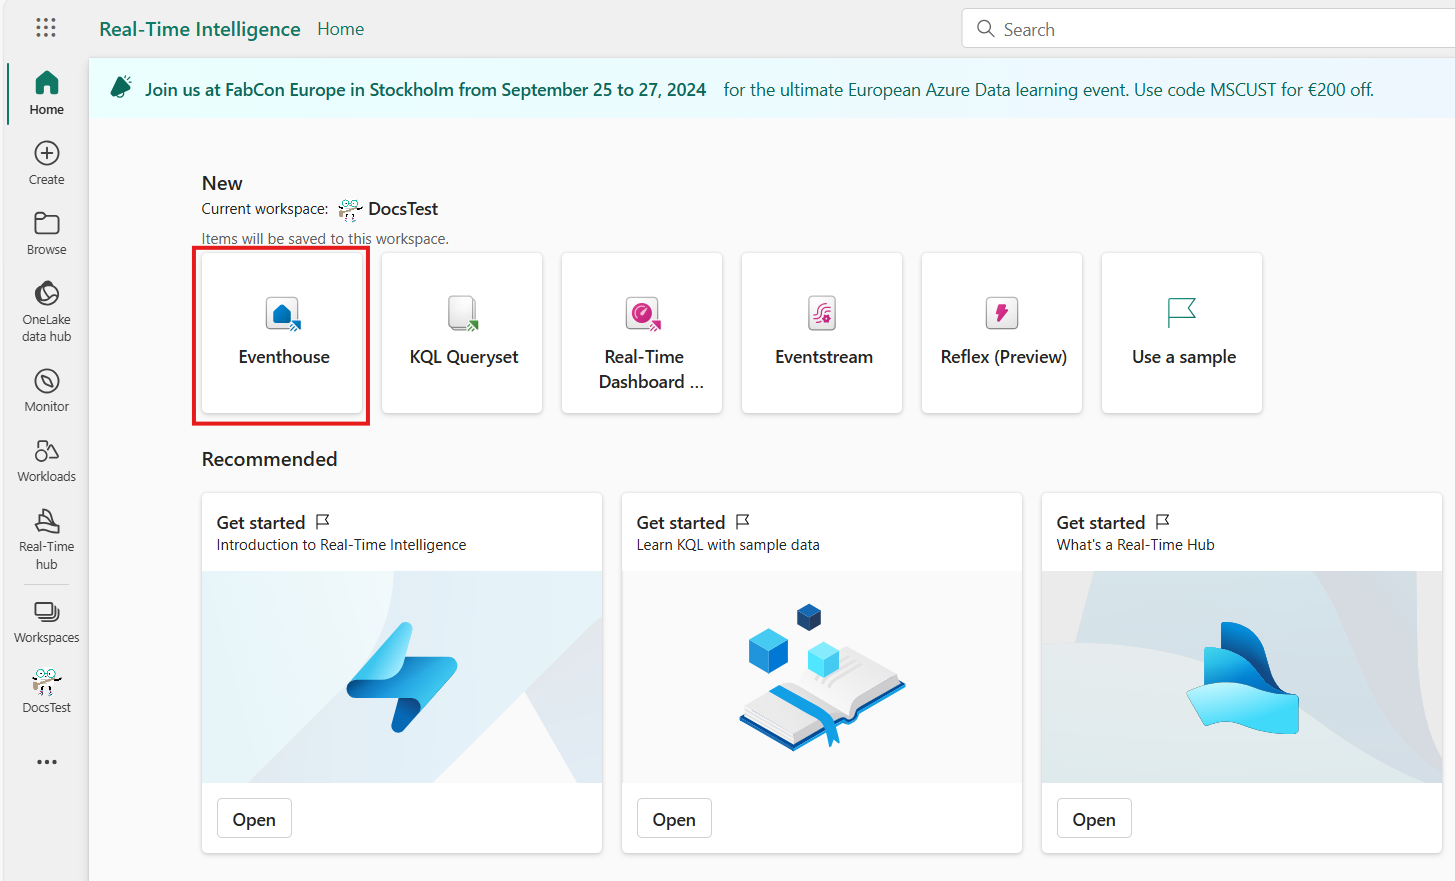 Real-Time Intelligence Home
Search
Join us at FabCon Europe in Stockholm from September 25 to 27, 2024 for the ultimate European Azure Data learning event. Use code MSCUST for €200 off.
Home
Create
Browse
OneLake
data hub
Monitor
Workloads
Real-Time
hub
Workspaces
DocsTest
New
Current workspace: DocsTest
Items will be saved to this workspace.
Eventhouse
KQL Queryset
Real-Time
Dashboard ...
Eventstream
Reflex (Preview)
Use a sample
Recommended
Get started
Introduction to Real-Time Intelligence
Open
Get started
Learn KQL with sample data
Open
Get started
What's a Real-Time Hub
Open